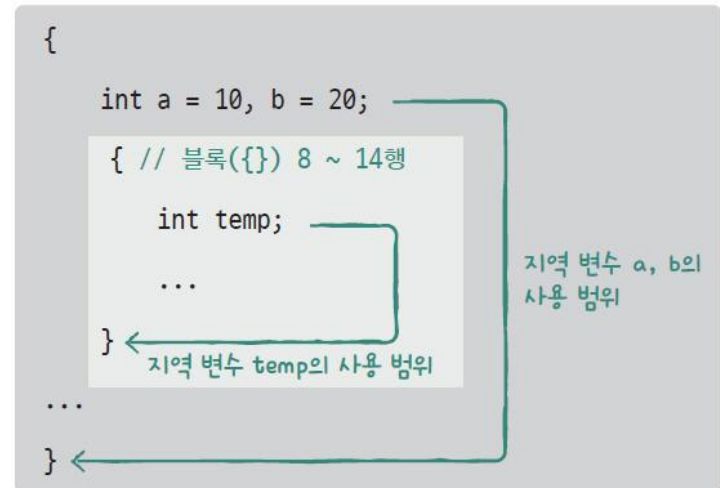 {
int a = 10, b = 20;
{ // 블록({}) 8 ~ 14행
int temp;
...
지역 변수 a, b의
사용 범위
}
지역 변수 temp의 사용 범위
...
}